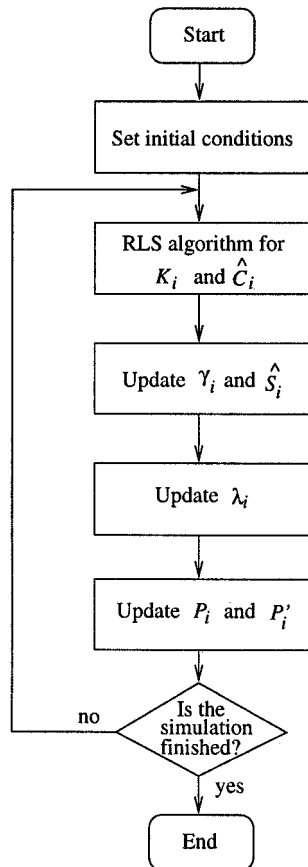 Start
Set initial conditions
RLS algorithm for
K_i and Ĉ_i
Update γ_i and Ŝ_i
Update λ_i
Update P_i and P_i'
Is the
simulation
finished?
no
yes
End